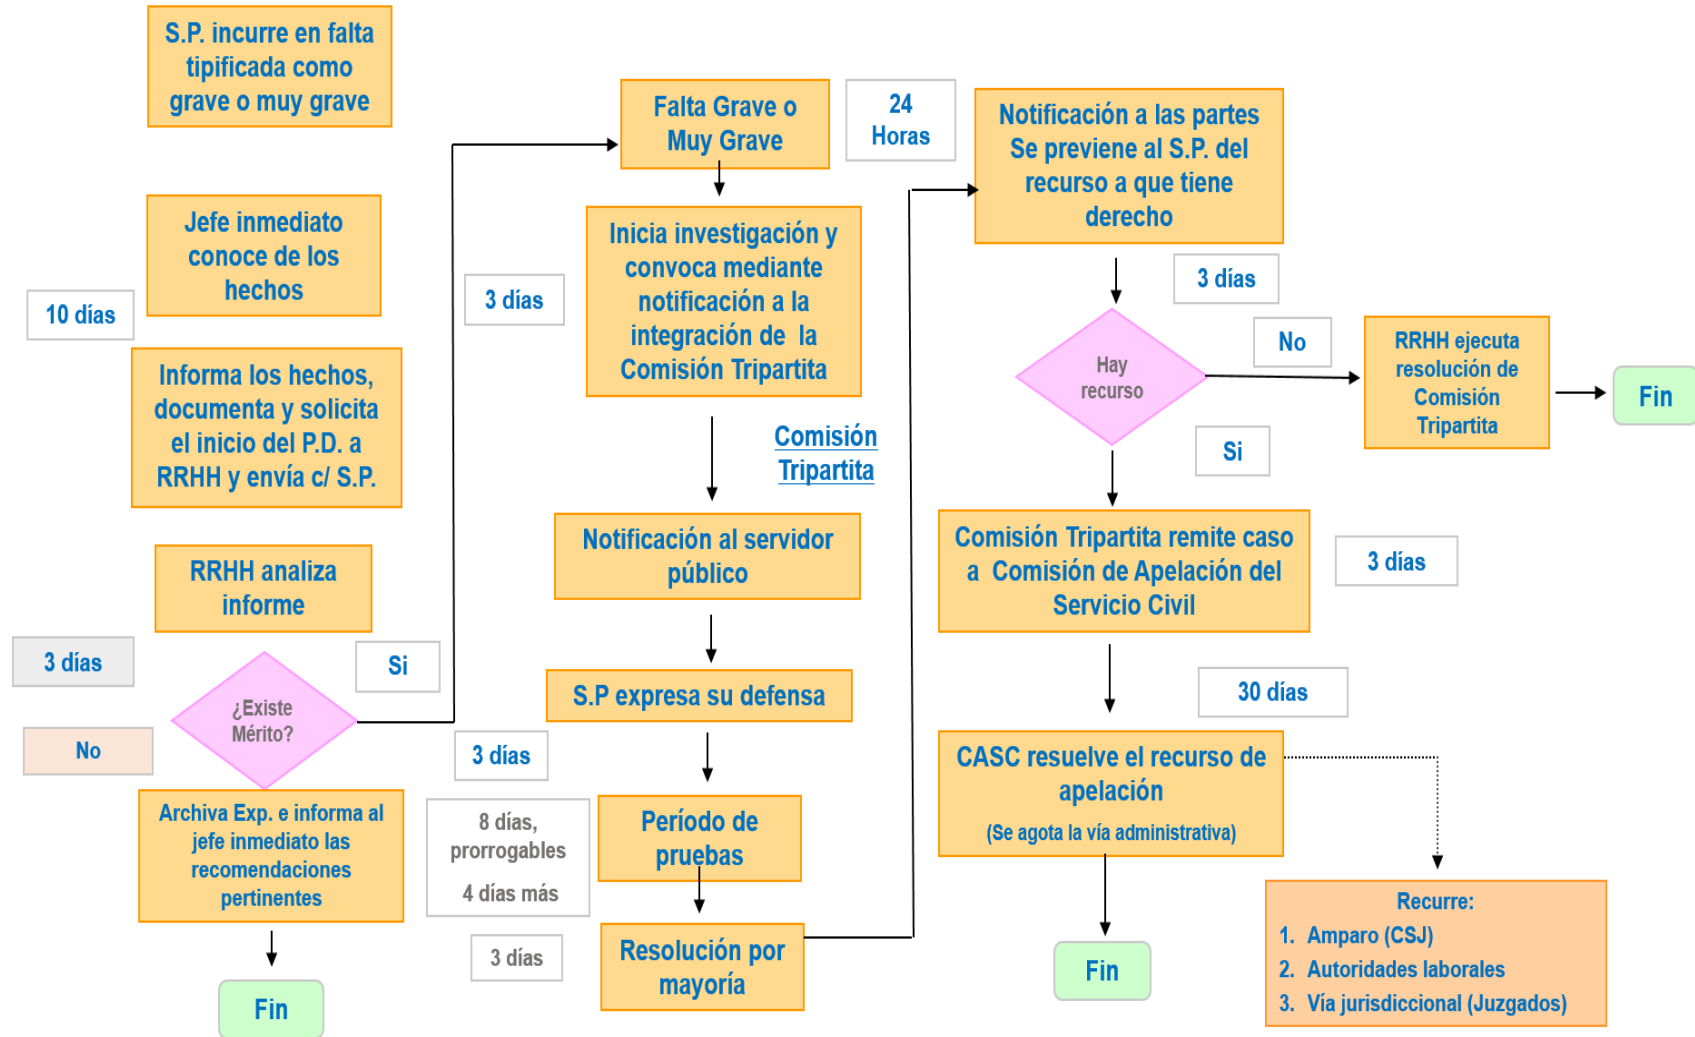 S.P. incurre en falta
tipificada como
grave o muy grave
Jefe inmediato
conoce de los
hechos
10 días
Informa los hechos,
documenta y solicita
el inicio del P.D. a
RRHH y envía c/ S.P.
RRHH analiza
informe
3 días
Si
¿Existe
Mérito?
No
Archiva Exp. e informa al
jefe inmediato las
recomendaciones
pertinentes
Fin
Falta Grave o
Muy Grave
3 días
Inicia investigación y
convoca mediante
notificación a la
integración de la
Comisión Tripartita
Comisión
Tripartita
Notificación al servidor
público
S.P expresa su defensa
3 días
Período de
pruebas
8 días,
prorrogables
4 días más
3 días
Resolución por
mayoría
24
Horas
Notificación a las partes
Se previene al S.P. del
recurso a que tiene
derecho
3 días
Hay
recurso
No
RRHH ejecuta
resolución de
Comisión
Tripartita
Fin
Si
Comisión Tripartita remite caso
a Comisión de Apelación del
Servicio Civil
3 días
30 días
CASC resuelve el recurso de
apelación
(Se agota la vía administrativa)
Fin
Recurre:
1. Amparo (CSJ)
2. Autoridades laborales
3. Vía jurisdiccional (Juzgados)